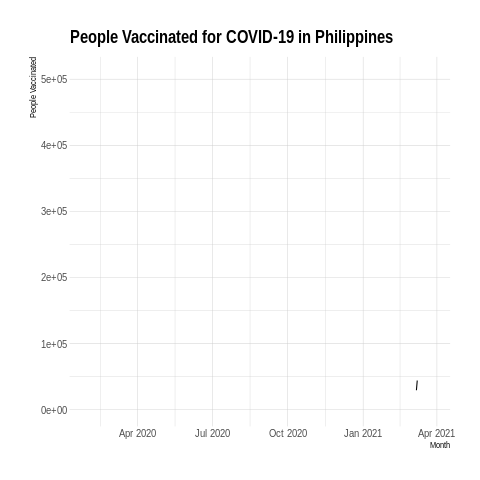 People Vaccinated for COVID-19 in Philippines
People Vaccinated
5e+05
4e+05
3e+05
2e+05
1e+05
0e+00
Apr 2020 Jul 2020 Oct 2020 Jan 2021 Apr 2021
Month